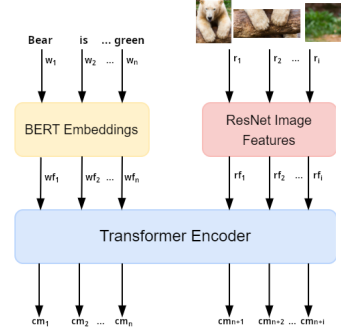 Bear is ... green
w1 w2 ... wn r1 r2 ... ri
BERT Embeddings
ResNet Image
Features
wf1 wf2 ... wfn rf1 rf2 ... rfi
Transformer Encoder
cm1 cm2 ... cmn cmn+1 cmn+2 ... cmn+i